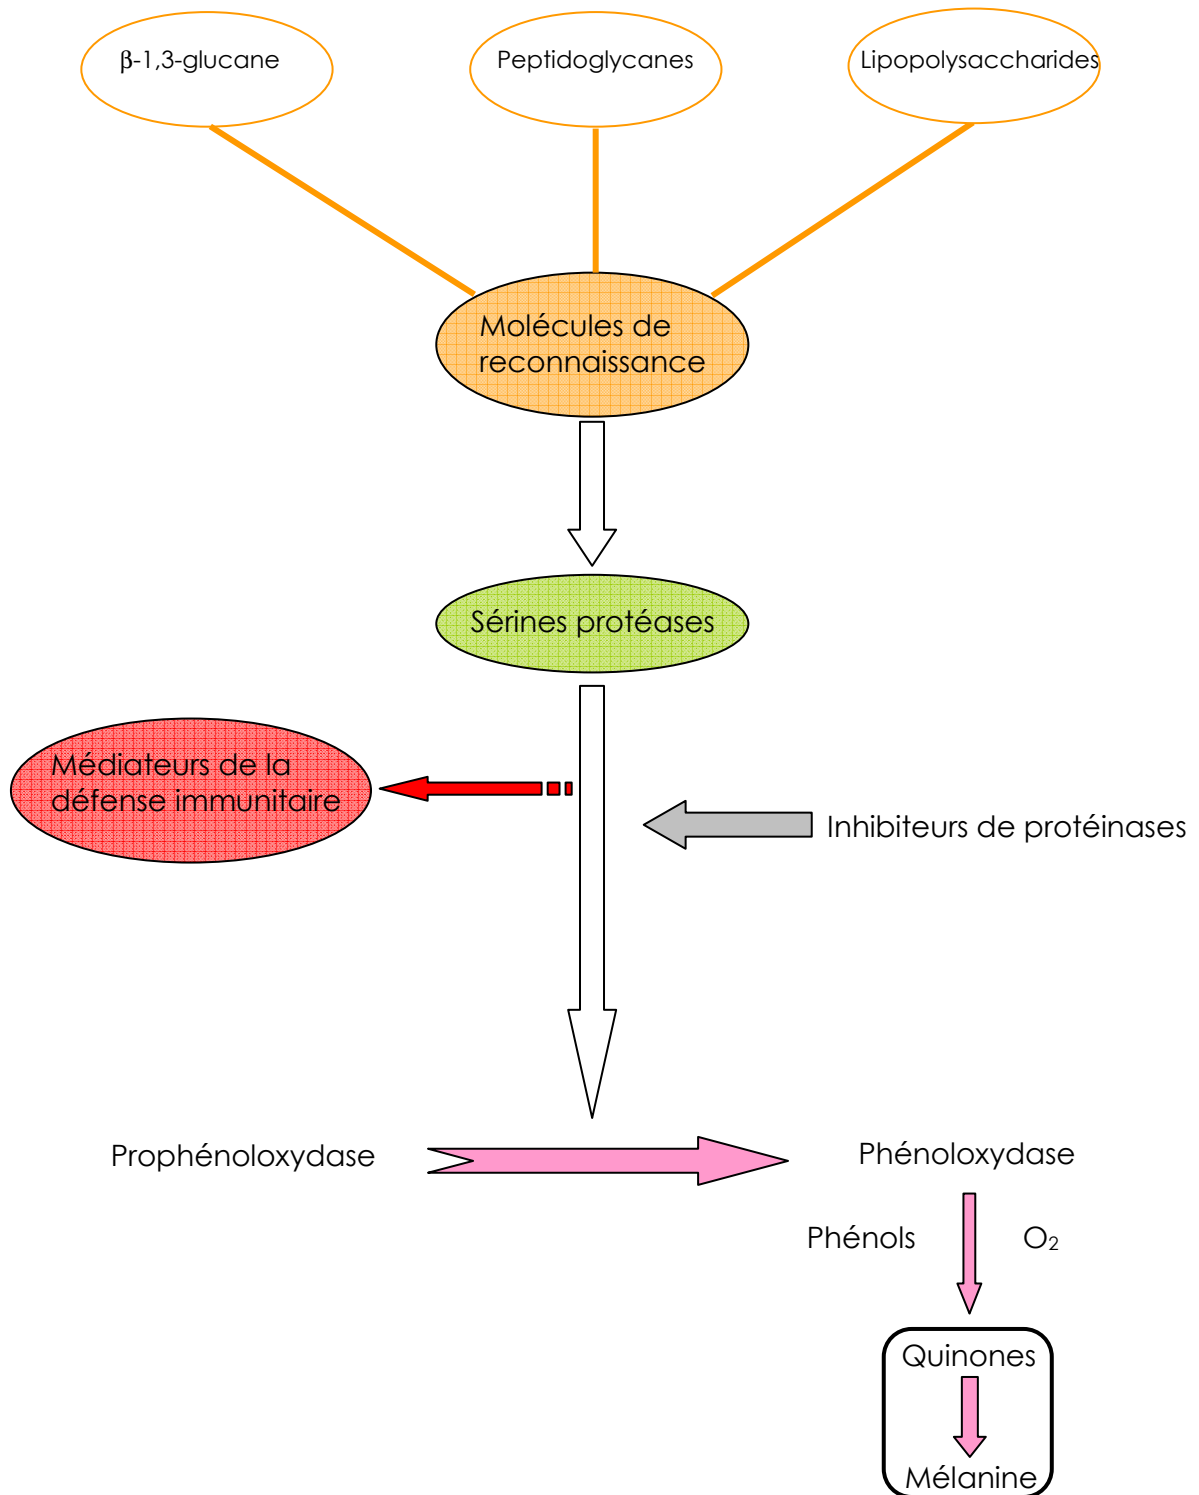 β-1,3-glucane
Peptidoglycanes
Lipopolysaccharides
Molécules de
reconnaissance
Sérines protéases
Médiateurs de la
défense immunitaire
Inhibiteurs de protéinases
Prophénoloxydase
Phénoloxydase
Phénols
O₂
Quinones
Mélanine